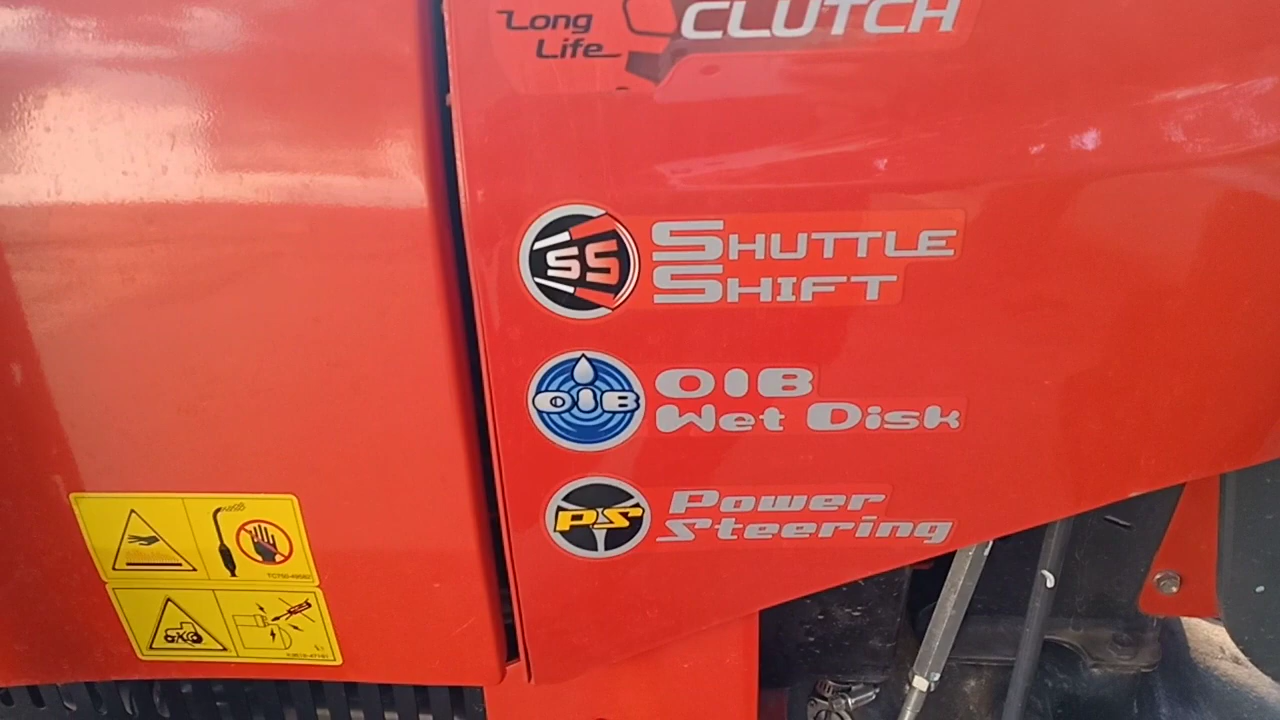 Long
Life
CLUTCH
SS
SHUTTLE
SHIFT
OIB
OIB
Wet Disk
PS
Power
Steering